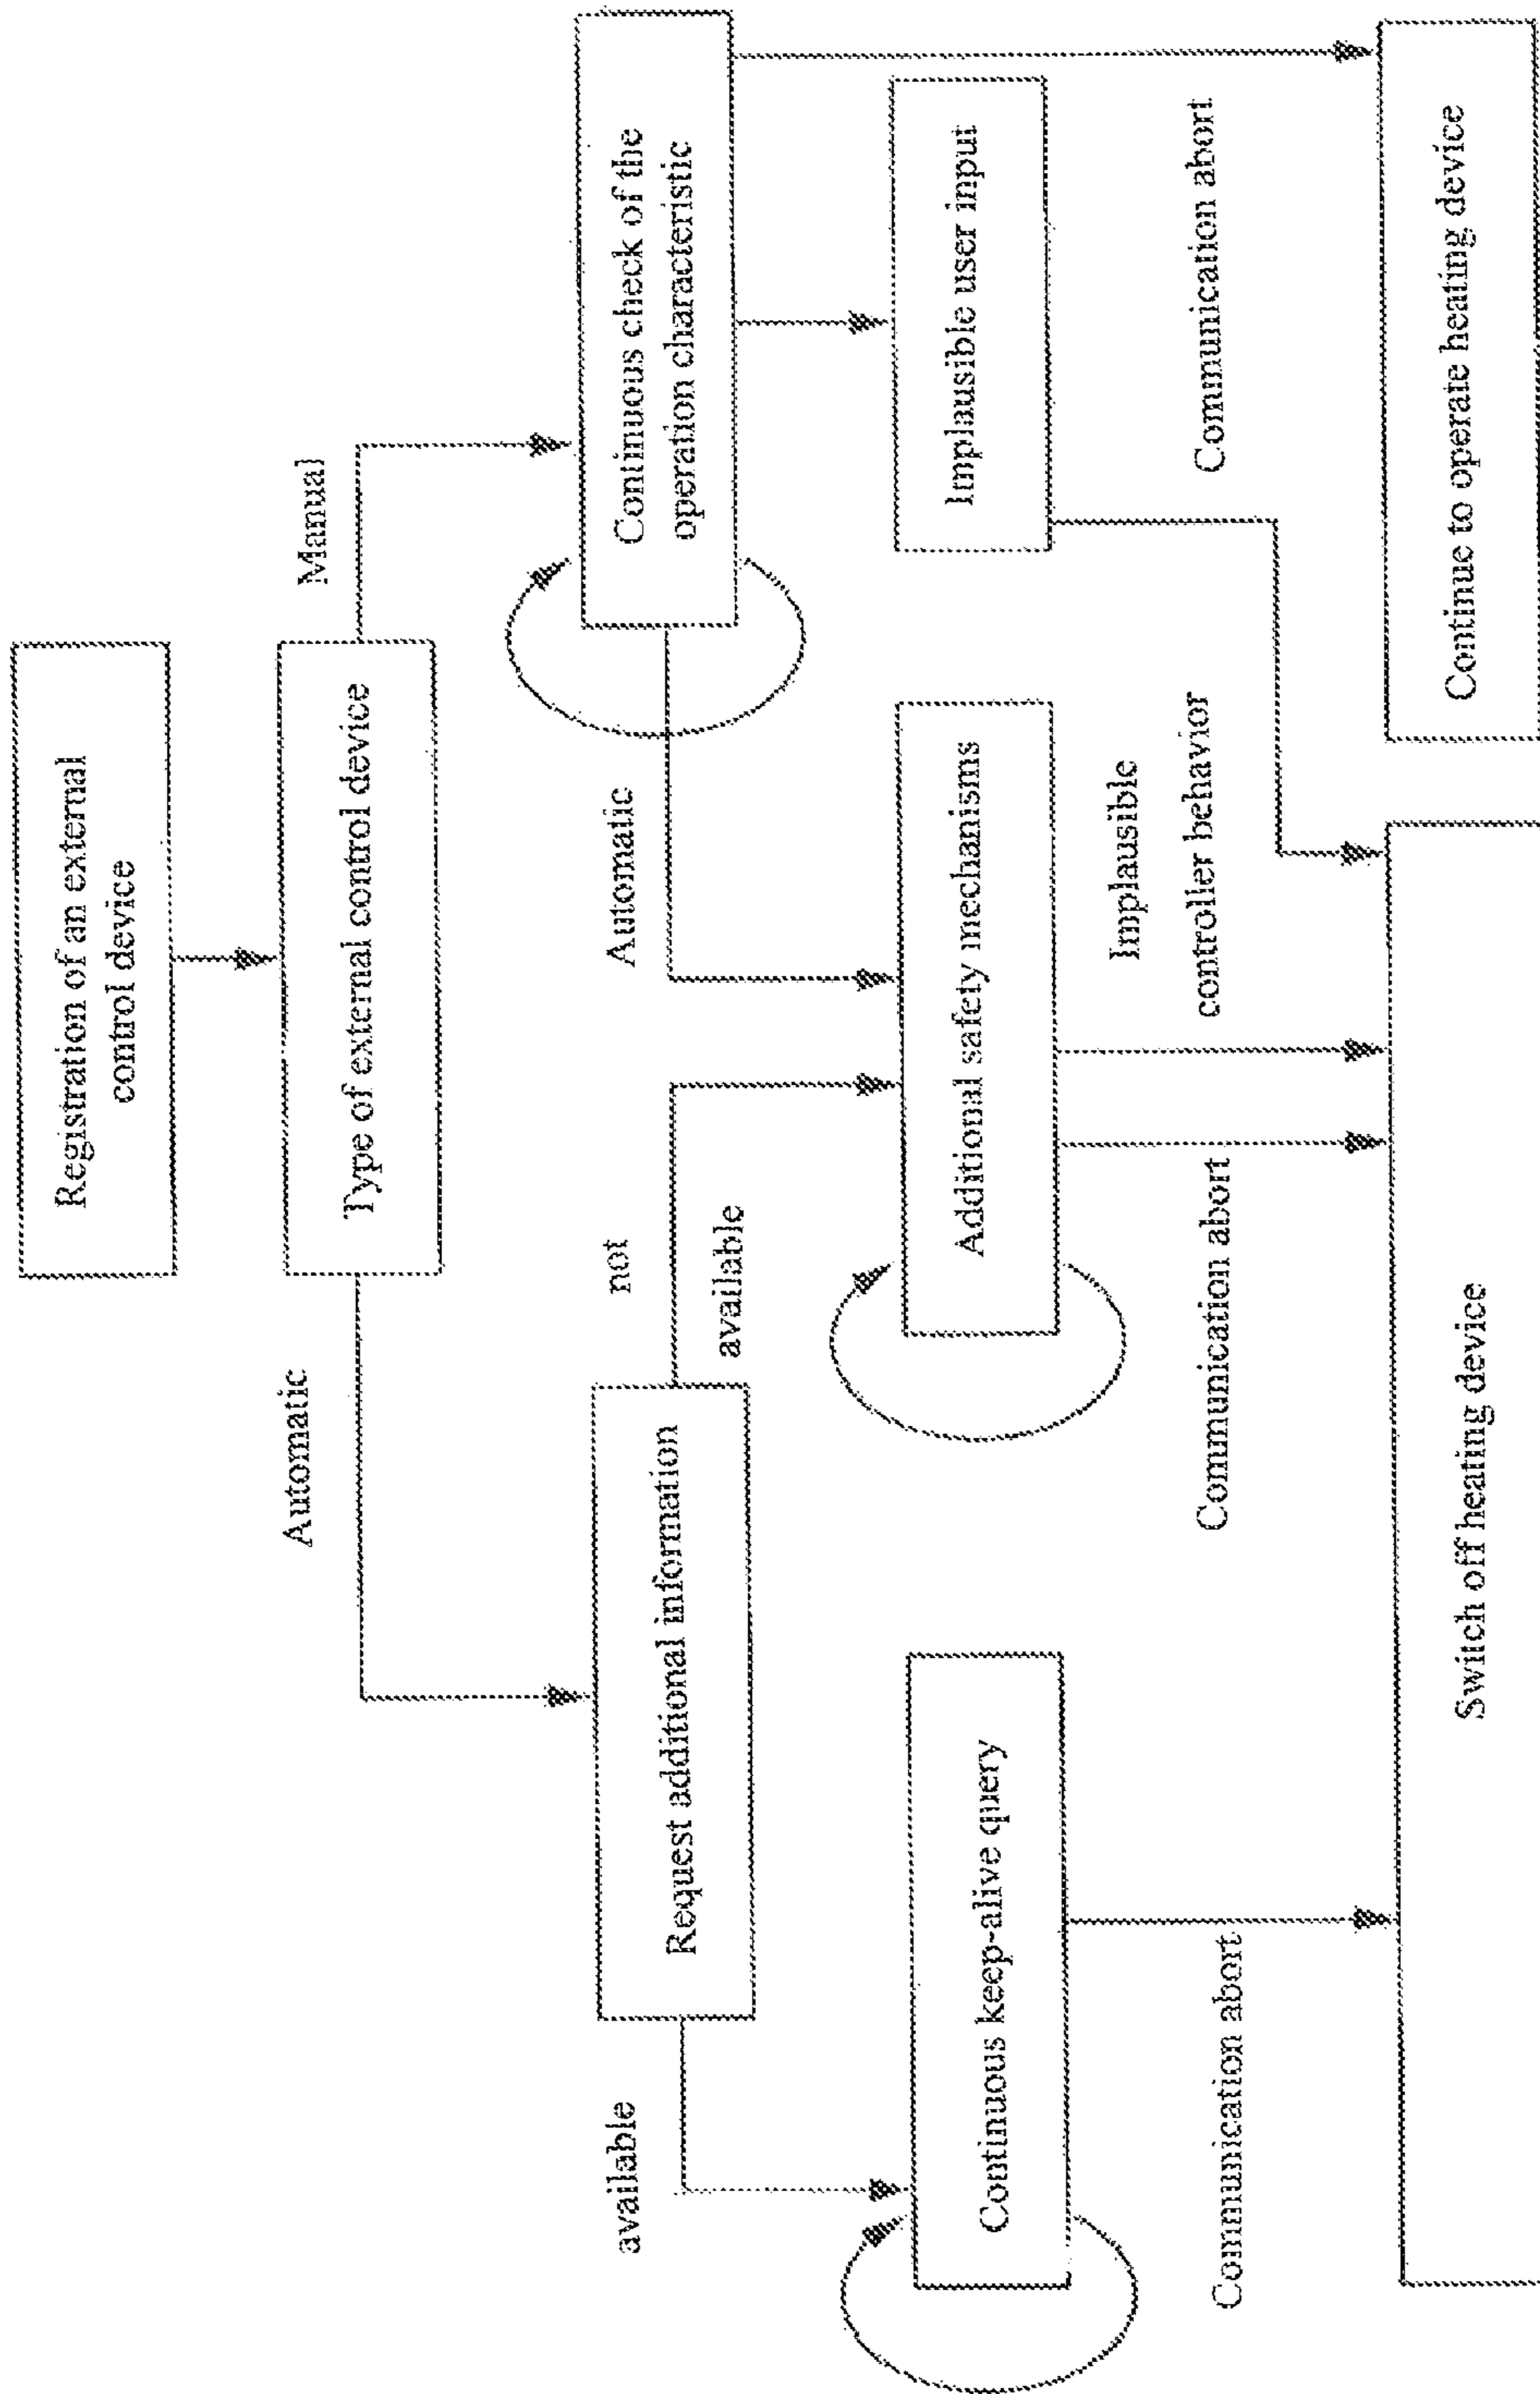 Registration of an external
control device
Type of external control device
Automatic
Manual
Request additional information
Automatic
Continuous check of the
operation characteristic
available
not
available
Continuous keep-alive query
Additional safety mechanisms
Implausible user input
Communication abort
Communication abort
Implausible
controller behavior
Communication abort
Switch off heating device
Continue to operate heating device